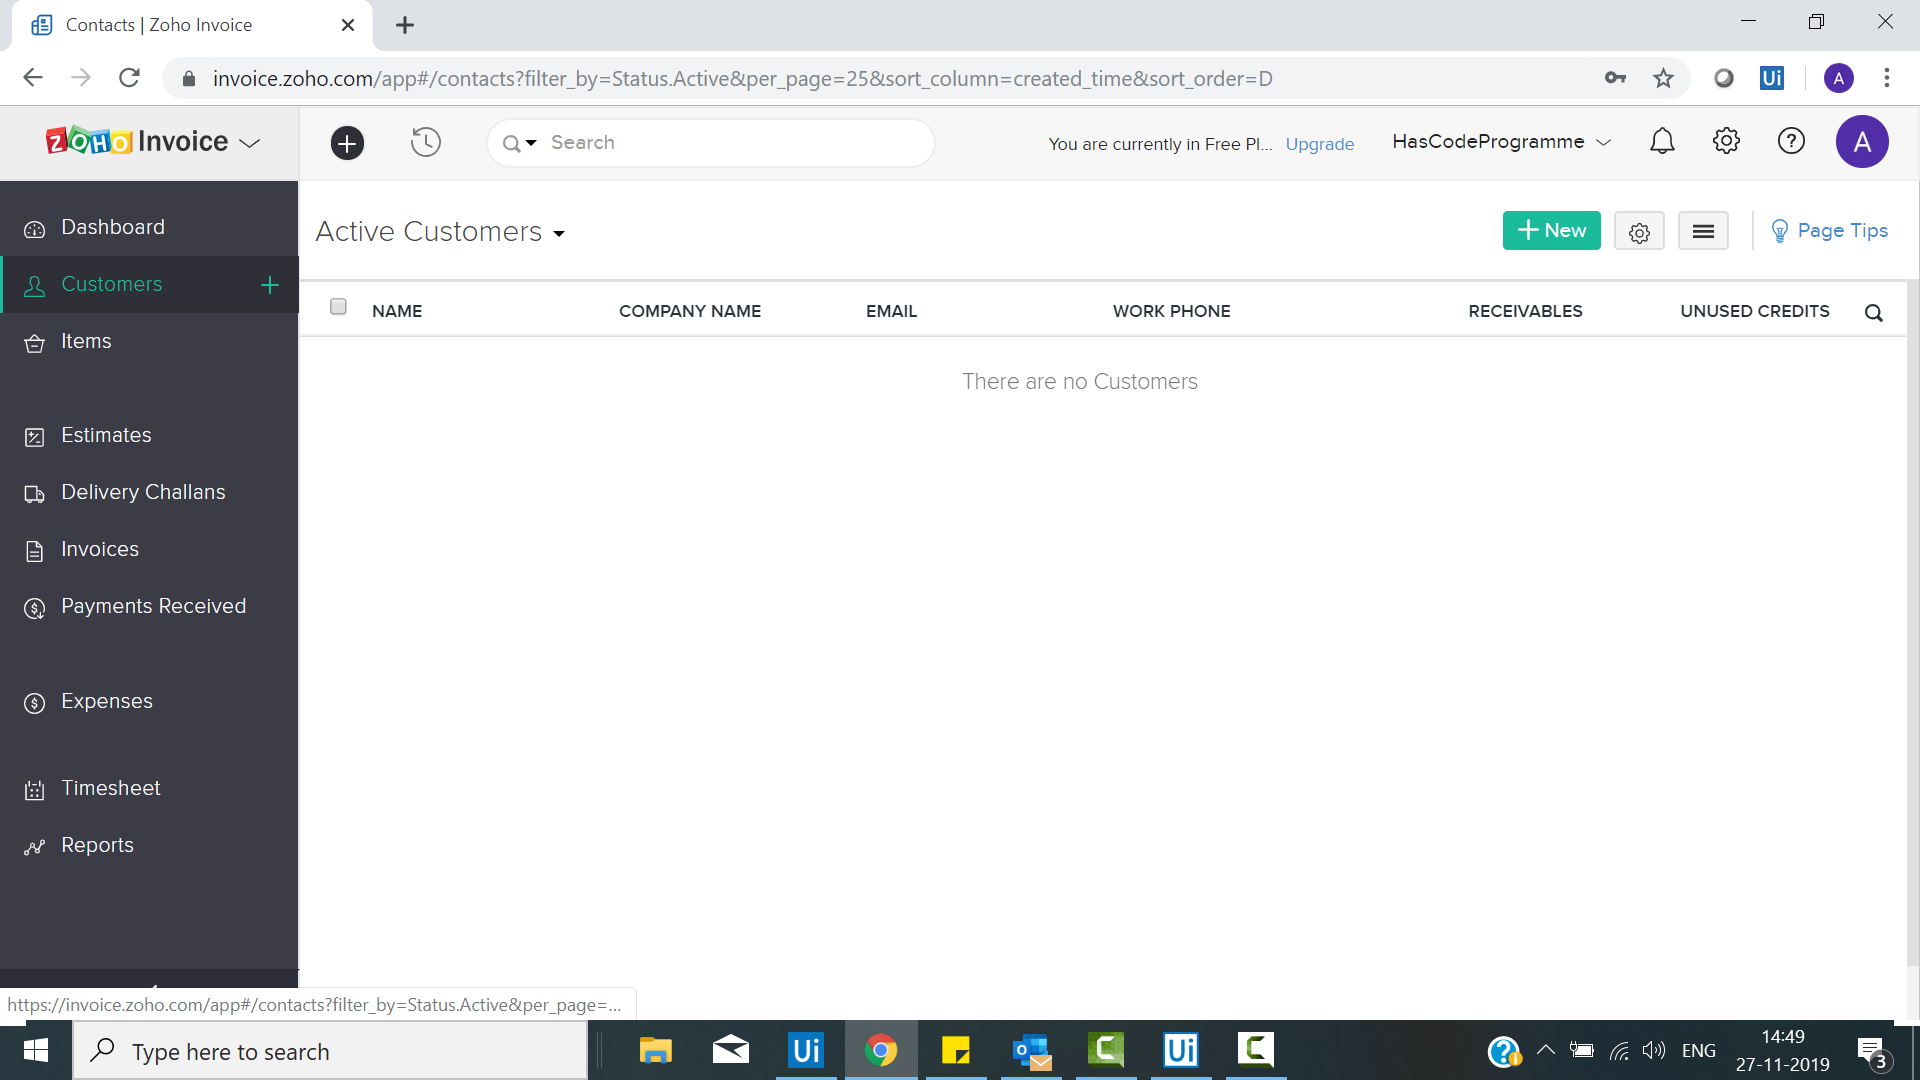 Contacts | Zoho Invoice
invoice.zoho.com/app#/contacts?filter_by=Status.Active&per_page=25&sort_column=created_time&sort_order=D
Ui
A
ZOHO Invoice
Search
You are currently in Free Pl... Upgrade
HasCodeProgramme
A
Dashboard
Customers
Items
Estimates
Delivery Challans
Invoices
Payments Received
Expenses
Timesheet
Reports
Active Customers
New
Page Tips
NAME COMPANY NAME EMAIL WORK PHONE RECEIVABLES UNUSED CREDITS
There are no Customers
https://invoice.zoho.com/app#/contacts?filter_by=Status.Active&per_page=...
Type here to search
Ui
Ui
ENG
14:49
27-11-2019
3